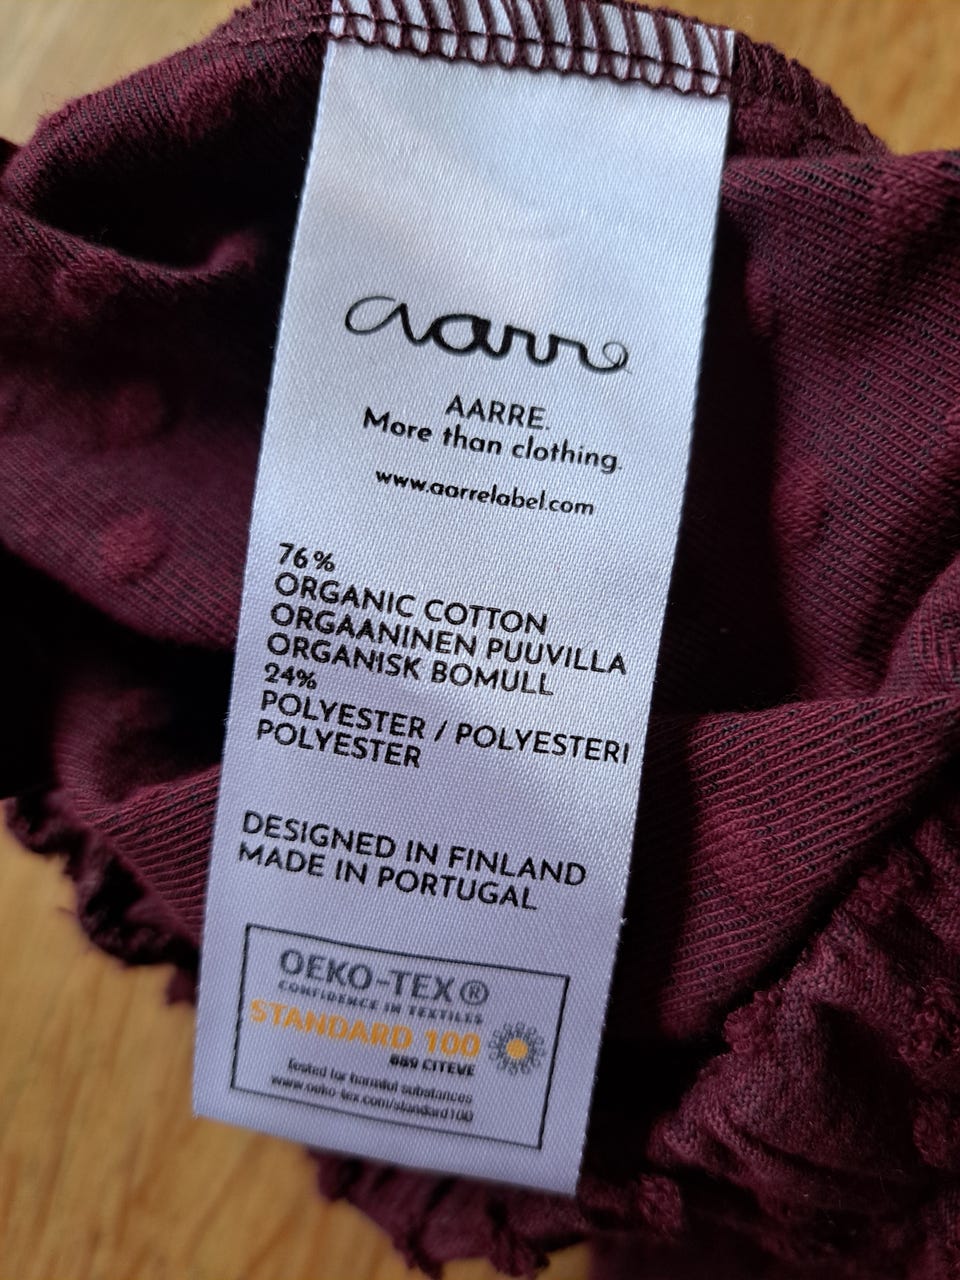 aarre
AARRE.
More than clothing.
www.aarrelabel.com
76%
ORGANIC COTTON
ORGAANINEN PUUVILLA
ORGANISK BOMULL
24%
POLYESTER / POLYESTERI
POLYESTER
DESIGNED IN FINLAND
MADE IN PORTUGAL
OEKO-TEX®
CONFIDENCE IN TEXTILES
STANDARD 100
889 CITEVE
Tested for harmful substances
www.oeko-tex.com/standard100